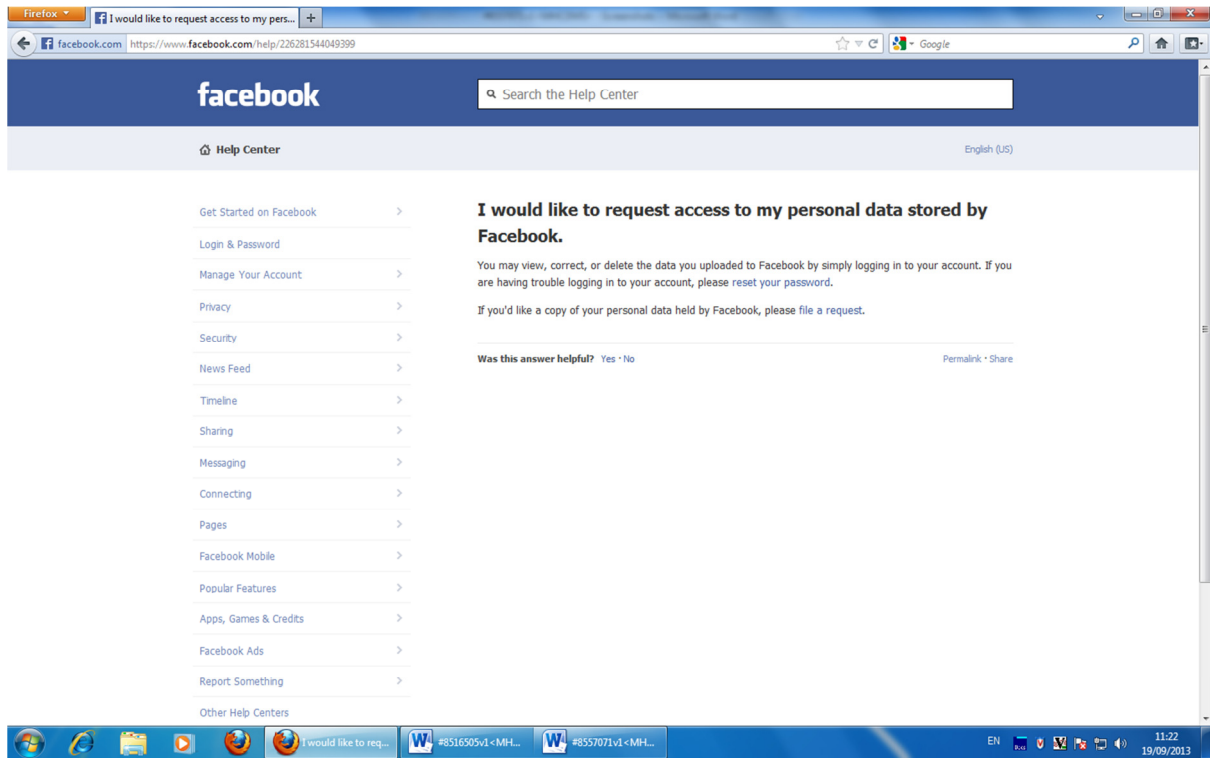 Firefox
I would like to request access to my pers...
facebook.com https://www.facebook.com/help/226281544049399
Google
facebook
Search the Help Center
Help Center
English (US)
Get Started on Facebook
Login & Password
Manage Your Account
Privacy
Security
News Feed
Timeline
Sharing
Messaging
Connecting
Pages
Facebook Mobile
Popular Features
Apps, Games & Credits
Facebook Ads
Report Something
Other Help Centers
I would like to request access to my personal data stored by
Facebook.
You may view, correct, or delete the data you uploaded to Facebook by simply logging in to your account. If you
are having trouble logging in to your account, please reset your password.
If you'd like a copy of your personal data held by Facebook, please file a request.
Was this answer helpful? Yes · No
Permalink · Share
I would like to req...
#8516505v1<MH...
#8557071v1<MH...
EN
11:22
19/09/2013